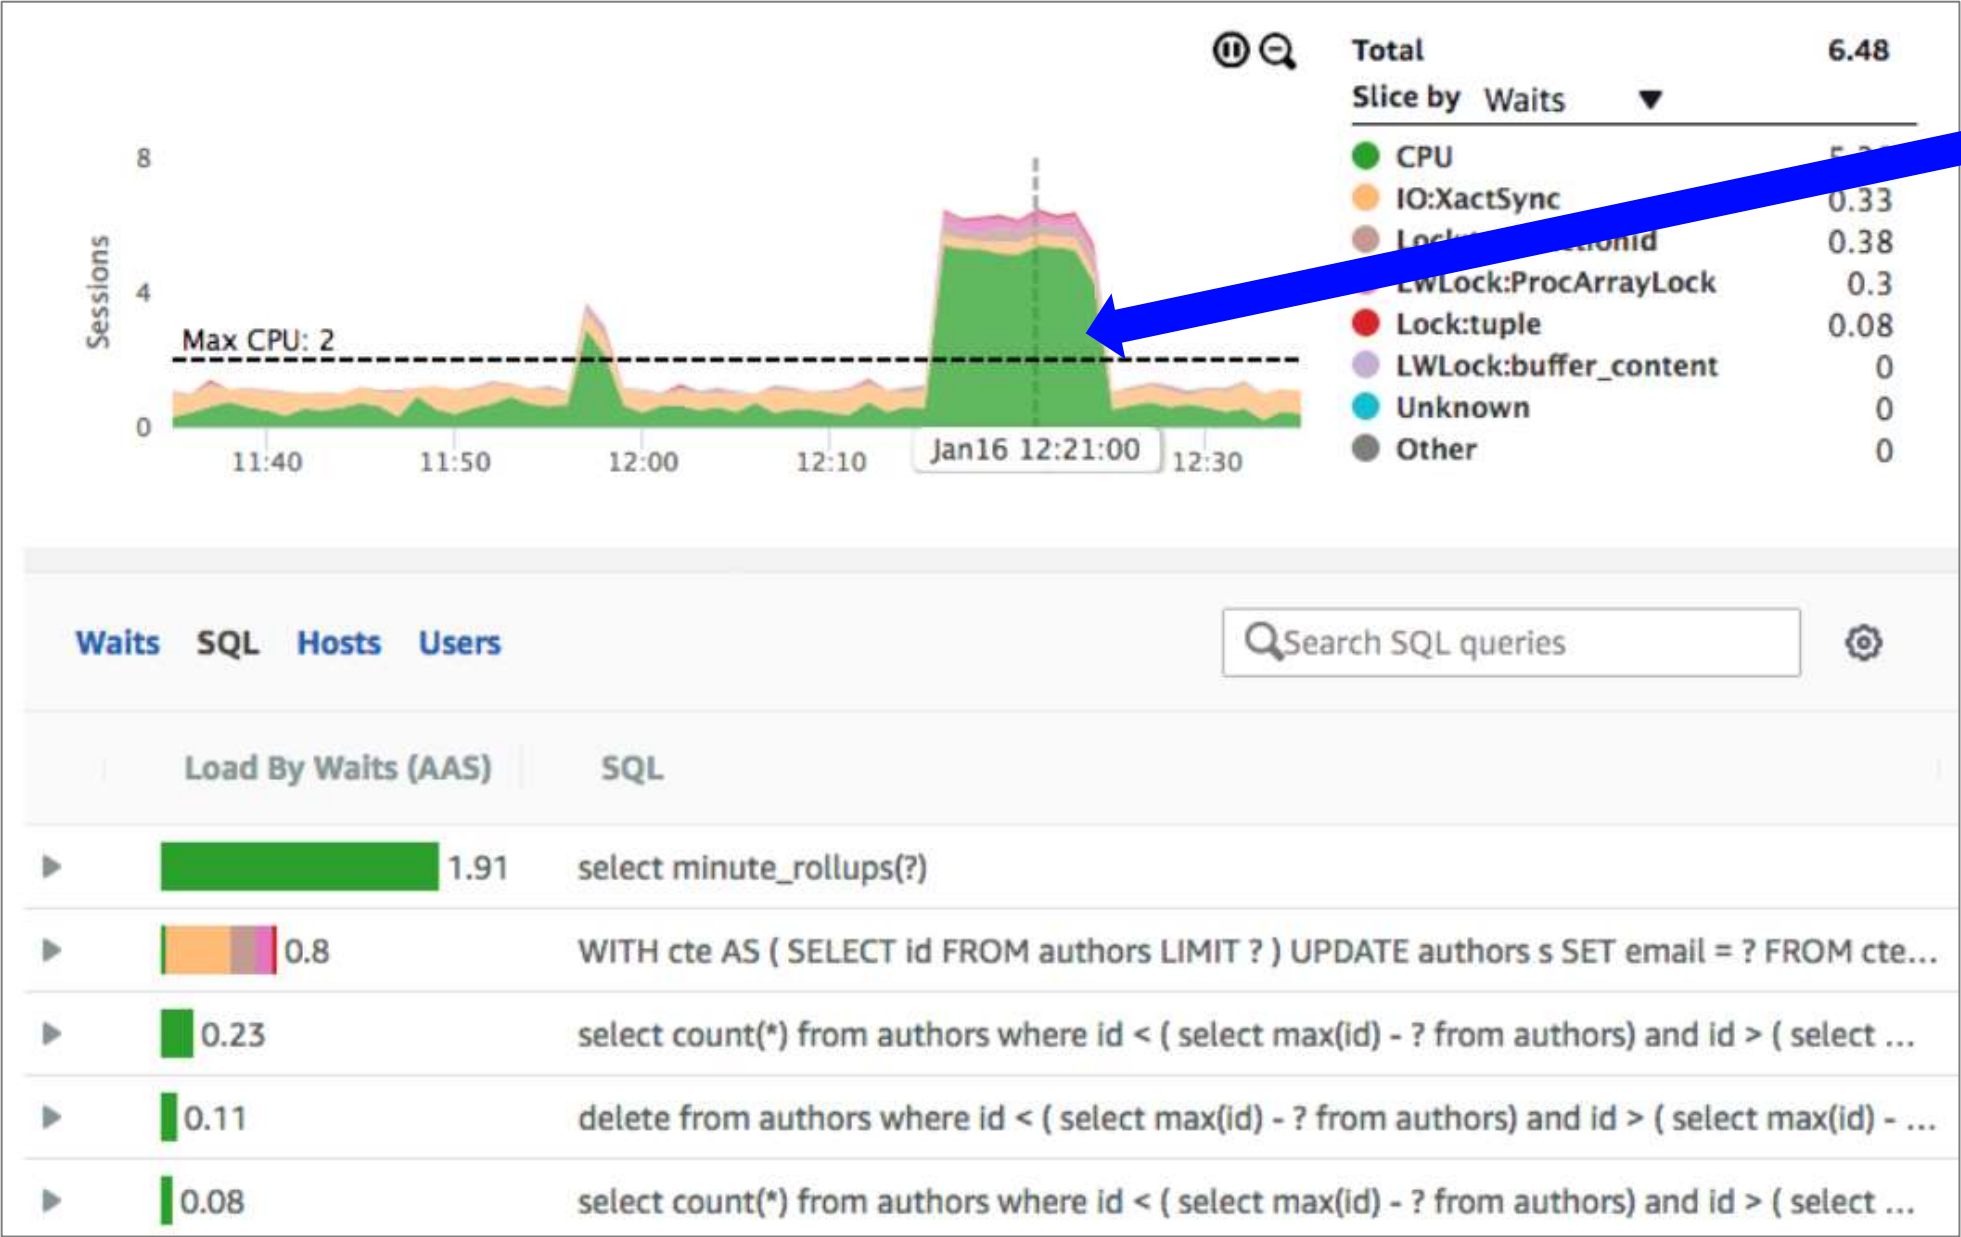 Total 6.48
Slice by Waits
CPU
IO:XactSync 0.33
0.38
LWLock:ProcArrayLock 0.3
Lock:tuple 0.08
LWLock:buffer_content 0
Unknown 0
Other 0
8
4
0
Sessions
Max CPU: 2
11:40 11:50 12:00 12:10 Jan16 12:21:00 12:30
Waits SQL Hosts Users Search SQL queries
Load By Waits (AAS) SQL
1.91 select minute_rollups(?)
0.8 WITH cte AS ( SELECT id FROM authors LIMIT ? ) UPDATE authors s SET email = ? FROM cte...
0.23 select count(*) from authors where id < ( select max(id) - ? from authors) and id > ( select ...
0.11 delete from authors where id < ( select max(id) - ? from authors) and id > ( select max(id) - ...
0.08 select count(*) from authors where id < ( select max(id) - ? from authors) and id > ( select ...